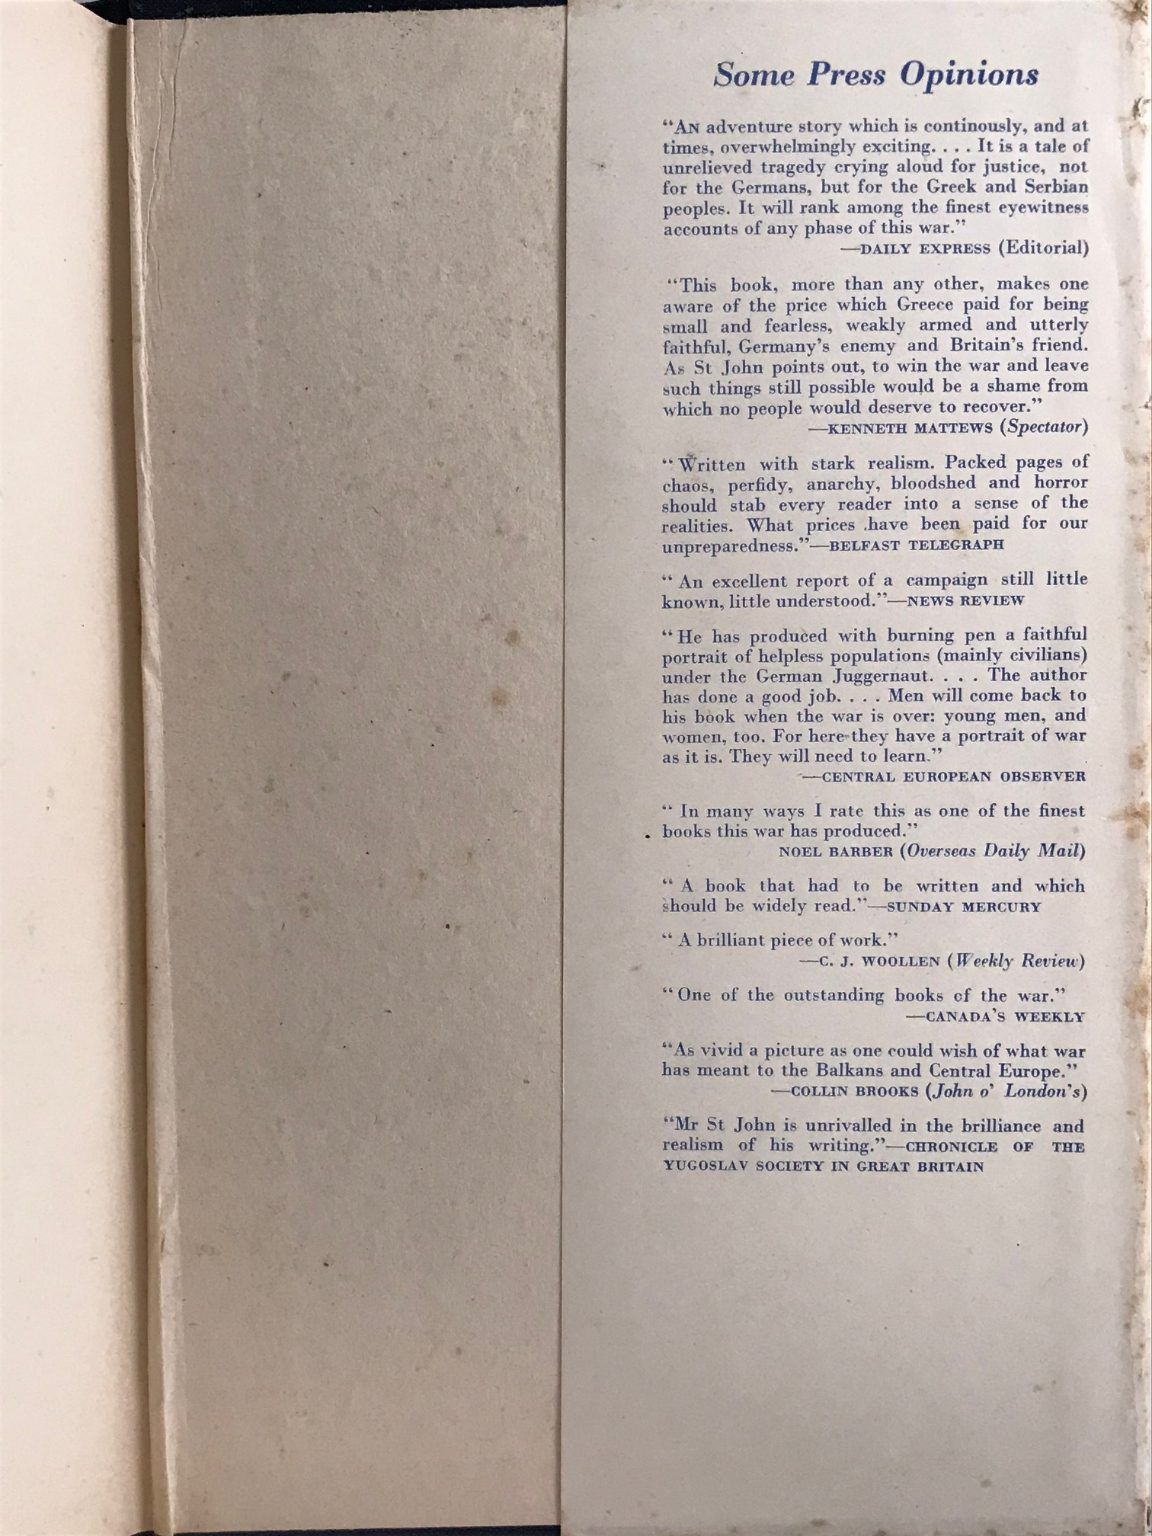 Some Press Opinions
“AN adventure story which is continously, and at
times, overwhelmingly exciting. . . . It is a tale of
unrelieved tragedy crying aloud for justice, not
for the Germans, but for the Greek and Serbian
peoples. It will rank among the finest eyewitness
accounts of any phase of this war.”
—DAILY EXPRESS (Editorial)
“This book, more than any other, makes one
aware of the price which Greece paid for being
small and fearless, weakly armed and utterly
faithful, Germany’s enemy and Britain’s friend.
As St John points out, to win the war and leave
such things still possible would be a shame from
which no people would deserve to recover.”
—KENNETH MATTEWS (Spectator)
“Written with stark realism. Packed pages of
chaos, perfidy, anarchy, bloodshed and horror
should stab every reader into a sense of the
realities. What prices have been paid for our
unpreparedness.”—BELFAST TELEGRAPH
“An excellent report of a campaign still little
known, little understood.”—NEWS REVIEW
“He has produced with burning pen a faithful
portrait of helpless populations (mainly civilians)
under the German Juggernaut. . . . The author
has done a good job. . . . Men will come back to
his book when the war is over: young men, and
women, too. For here they have a portrait of war
as it is. They will need to learn.”
—CENTRAL EUROPEAN OBSERVER
“In many ways I rate this as one of the finest
books this war has produced.”
NOEL BARBER (Overseas Daily Mail)
“A book that had to be written and which
should be widely read.”—SUNDAY MERCURY
“A brilliant piece of work.”
—C. J. WOOLLEN (Weekly Review)
“One of the outstanding books of the war.”
—CANADA’S WEEKLY
“As vivid a picture as one could wish of what war
has meant to the Balkans and Central Europe.”
—COLLIN BROOKS (John o’ London’s)
“Mr St John is unrivalled in the brilliance and
realism of his writing.”—CHRONICLE OF THE
YUGOSLAV SOCIETY IN GREAT BRITAIN